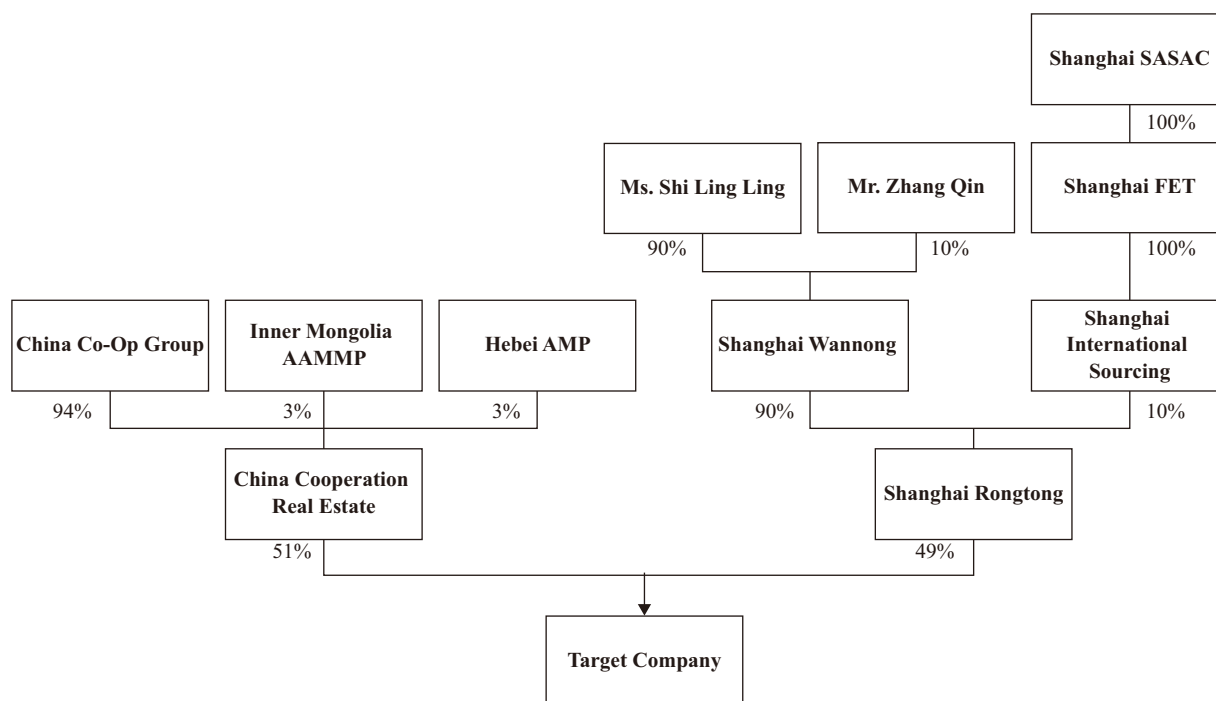 Shanghai SASAC
100%
Ms. Shi Ling Ling
Mr. Zhang Qin
Shanghai FET
90%
10%
100%
China Co-Op Group
Inner Mongolia
AAMMP
Hebei AMP
Shanghai Wannong
Shanghai
International
Sourcing
94%
3%
3%
90%
10%
China Cooperation
Real Estate
Shanghai Rongtong
51%
49%
Target Company